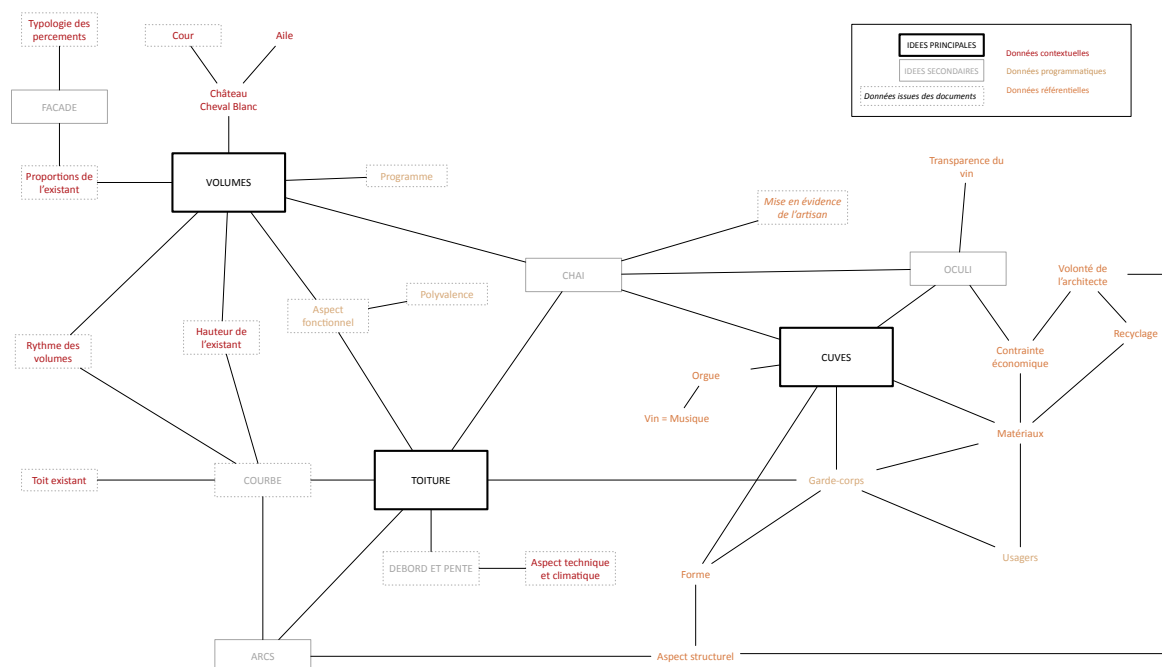 Typologie des
percements
Cour
Aile
IDEES PRINCIPALES
Données contextuelles
IDEES SECONDAIRES
Données programatiques
Données issues des documents
Données référentielles
Château
Cheval Blanc
FACADE
Proportions de
l'existant
VOLUMES
Programme
Transparence du
vin
Mise en évidence
de l'artisan
CHAI
OCULI
Volonté de
l'architecte
Polyvalence
Aspect
fonctionnel
Rythme des
volumes
Hauteur de
l'existant
Recyclage
CUVES
Contrainte
économique
Orgue
Vin = Musique
Matériaux
Toit existant
COURBE
TOITURE
Garde-corps
DEBORD ET PENTE
Aspect technique
et climatique
Forme
Usagers
ARCS
Aspect structurel